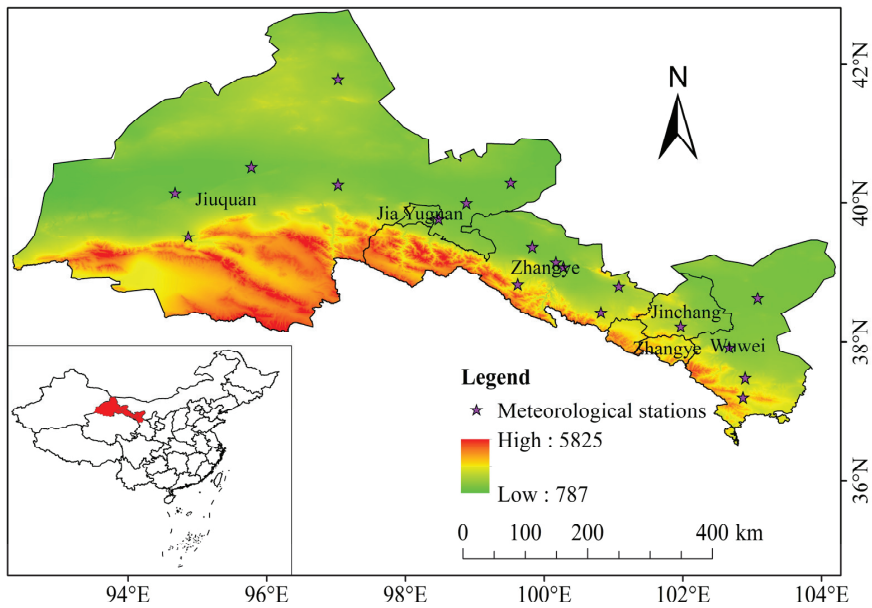 N
42°N
Jiuquan
Jia Yuguan
40°N
Zhangye
Jinchang
Zhangye
Wuwei
38°N
Legend
Meteorological stations
High : 5825
Low : 787
36°N
0 100 200 400 km
94°E 96°E 98°E 100°E 102°E 104°E